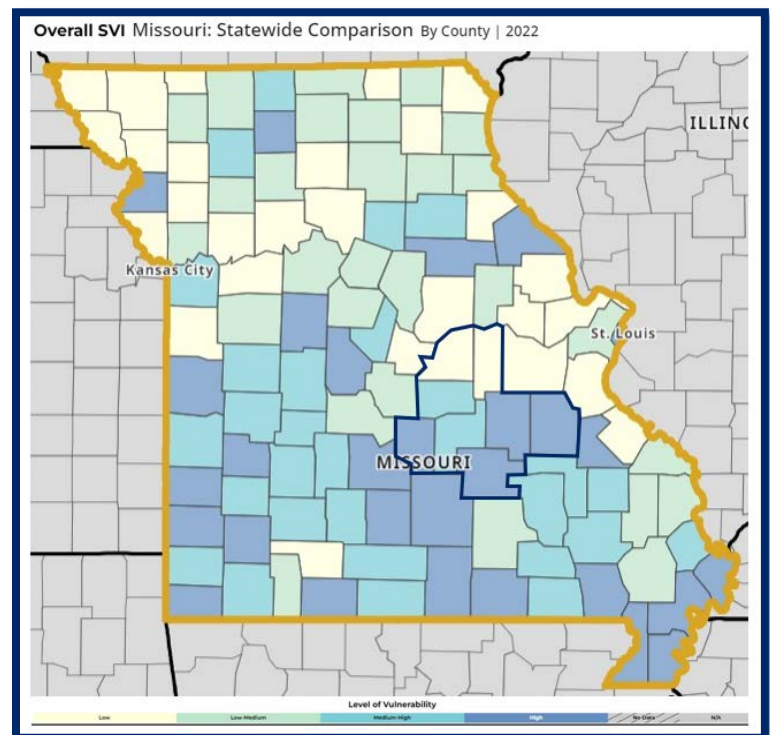 Overall SVI Missouri: Statewide Comparison By County | 2022
ILLINO
Kansas City
St. Louis
MISSOURI
Level of Vulnerability
Low Low-Medium Medium-High High No Data N/A